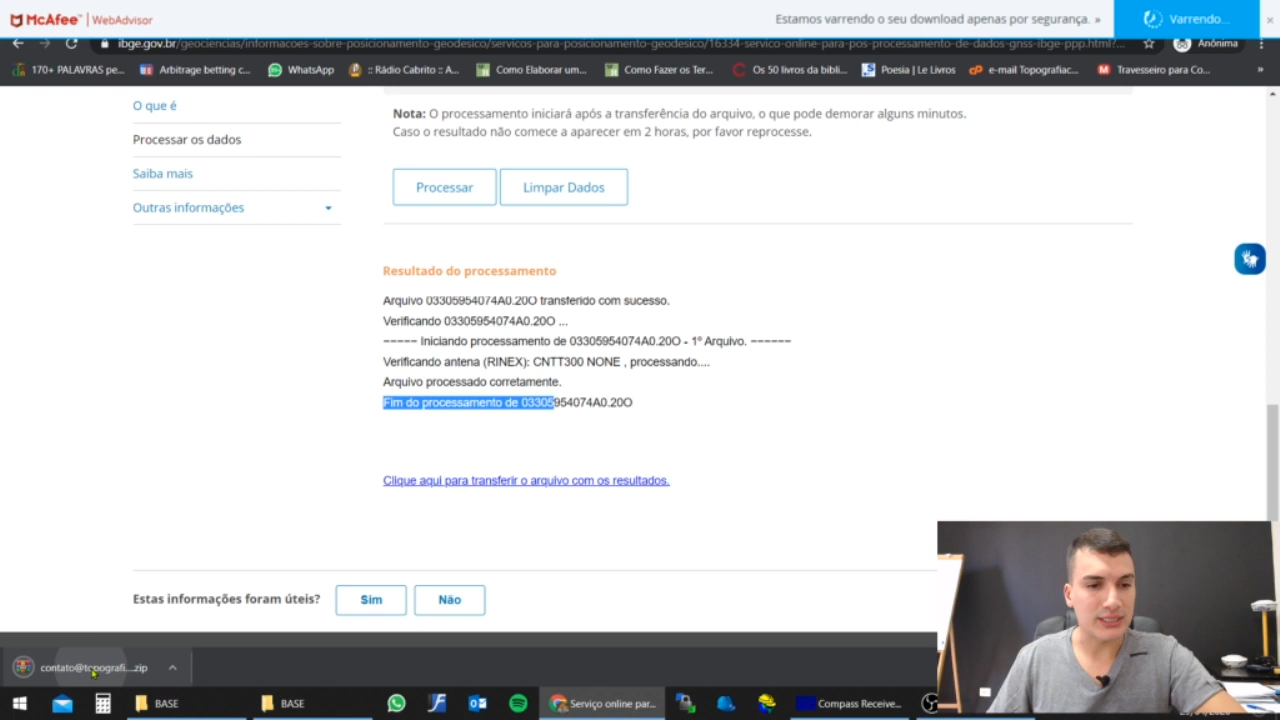 McAfee™ | WebAdvisor
Estamos varrendo o seu download apenas por segurança. »
Varrendo...
ibge.gov.br/geociencias/informacoes-sobre-posicionamento-geodesico/servicos-para-posicionamento-geodesico/16334-servico-online-para-pos-processamento-de-dados-gnss-ibge-ppp.html?...
Anônima
170+ PALAVRAS pe...
Arbitrage betting c...
WhatsApp
:: Rádio Cabrito :: A...
Como Elaborar um...
Como Fazer os Ter...
Os 50 livros da bibli...
Poesia | Le Livros
e-mail Topografiac...
Travesseiro para Co...
»
O que é
Processar os dados
Saiba mais
Outras informações
Nota: O processamento iniciará após a transferência do arquivo, o que pode demorar alguns minutos.
Caso o resultado não comece a aparecer em 2 horas, por favor reprocesse.
Processar
Limpar Dados
Resultado do processamento
Arquivo 03305954074A0.20O transferido com sucesso.
Verificando 03305954074A0.20O ...
----- Iniciando processamento de 03305954074A0.20O - 1º Arquivo. ------
Verificando antena (RINEX): CNTT300 NONE , processando....
Arquivo processado corretamente.
Fim do processamento de 03305954074A0.20O
Clique aqui para transferir o arquivo com os resultados.
Estas informações foram úteis?
Sim
Não
contato@topografi...zip
BASE
BASE
Serviço online par...
Compass Receive...